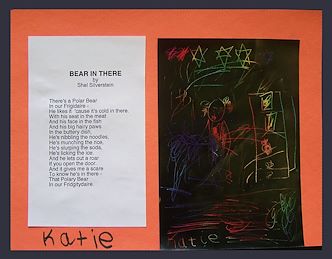 BEAR IN THERE
by
Shel Silverstein
There's a Polar Bear
In our Frigidaire -
He likes it 'cause it's cold in there.
With his seat in the meat
And his face in the fish
And his big hairy paws
In the buttery dish,
He's nibbling the noodles,
He's munching the rice,
He's slurping the soda,
He's licking the ice.
And he lets out a roar
If you open the door.
And it gives me a scare
To know he's in there -
That Polary Bear
In our Fridgitydaire.
Katie
Katie